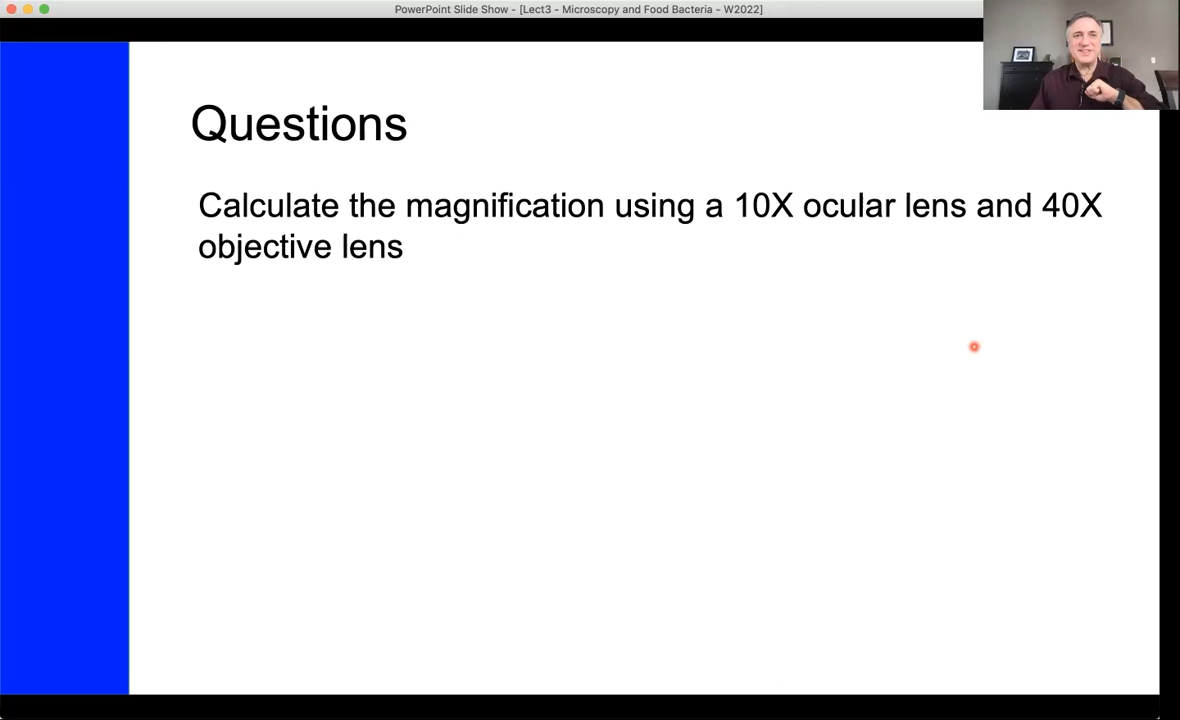 PowerPoint Slide Show - [Lect3 - Microscopy and Food Bacteria - W2022]
Questions
Calculate the magnification using a 10X ocular lens and 40X
objective lens